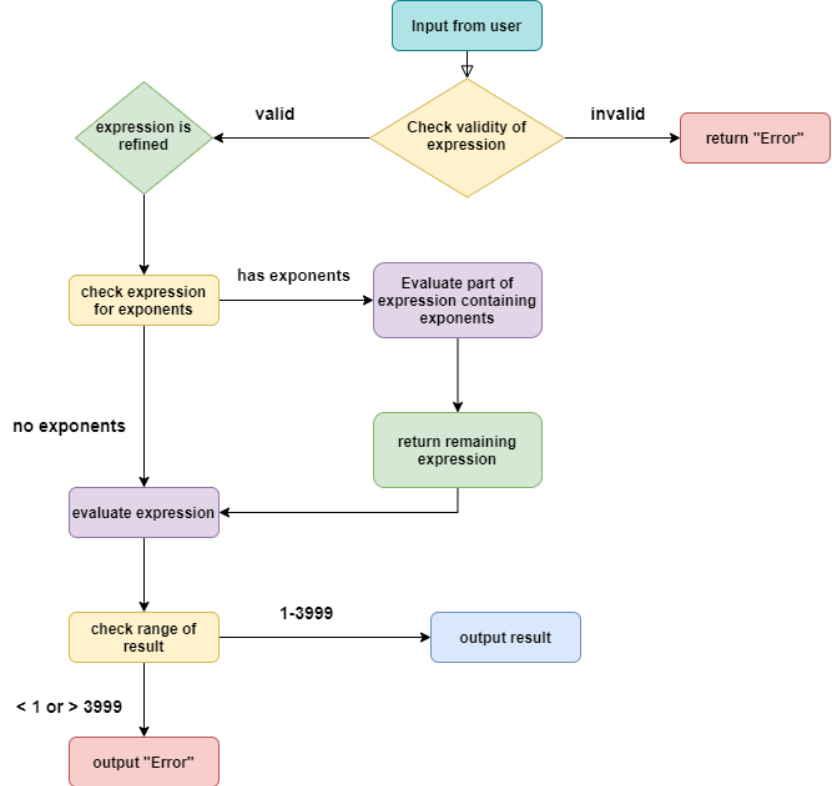 Input from user
valid
invalid
expression is
refined
Check validity of
expression
return "Error"
has exponents
check expression
for exponents
Evaluate part of
expression containing
exponents
no exponents
return remaining
expression
evaluate expression
1-3999
check range of
result
output result
< 1 or > 3999
output "Error"